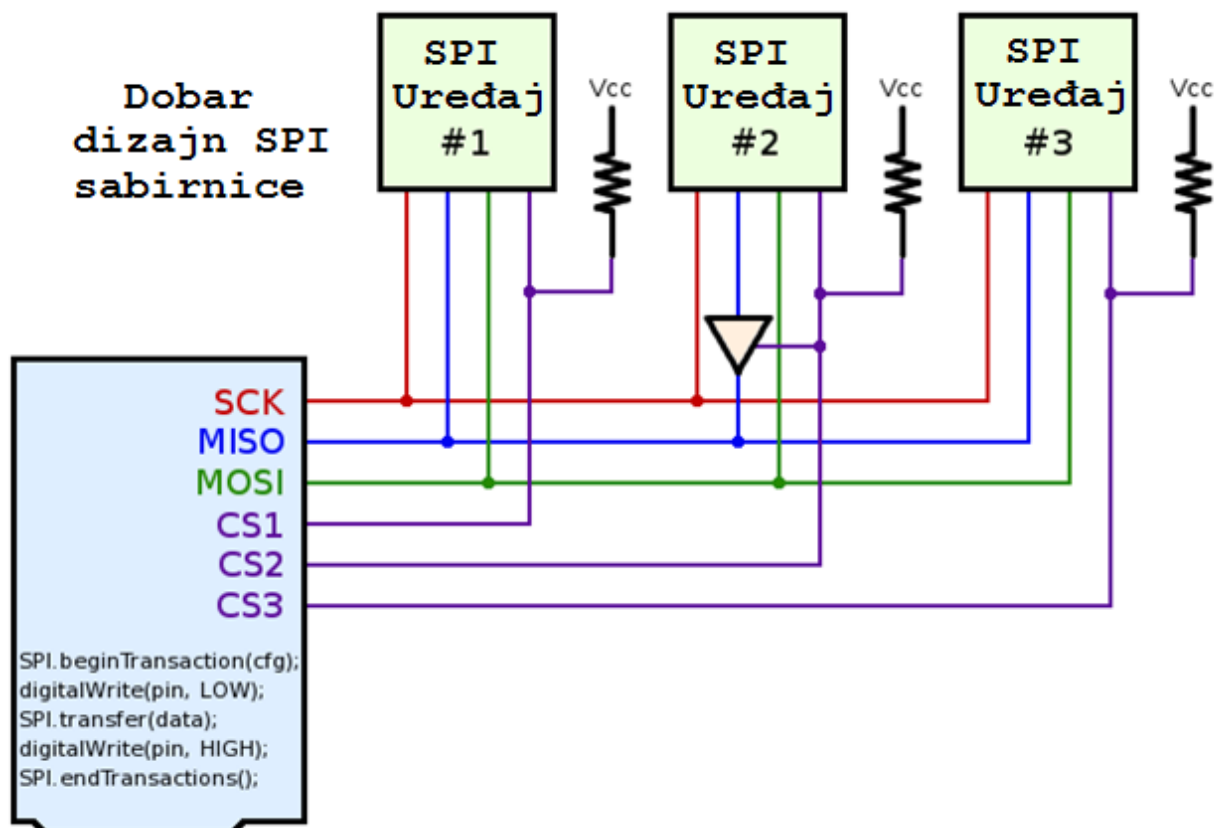 Dobar
dizajn SPI
sabirnice
SPI
Uređaj
#1
Vcc
SPI
Uređaj
#2
Vcc
SPI
Uređaj
#3
Vcc
SCK
MISO
MOSI
CS1
CS2
CS3
SPI.beginTransaction(cfg);
digitalWrite(pin, LOW);
SPI.transfer(data);
digitalWrite(pin, HIGH);
SPI.endTransactions();